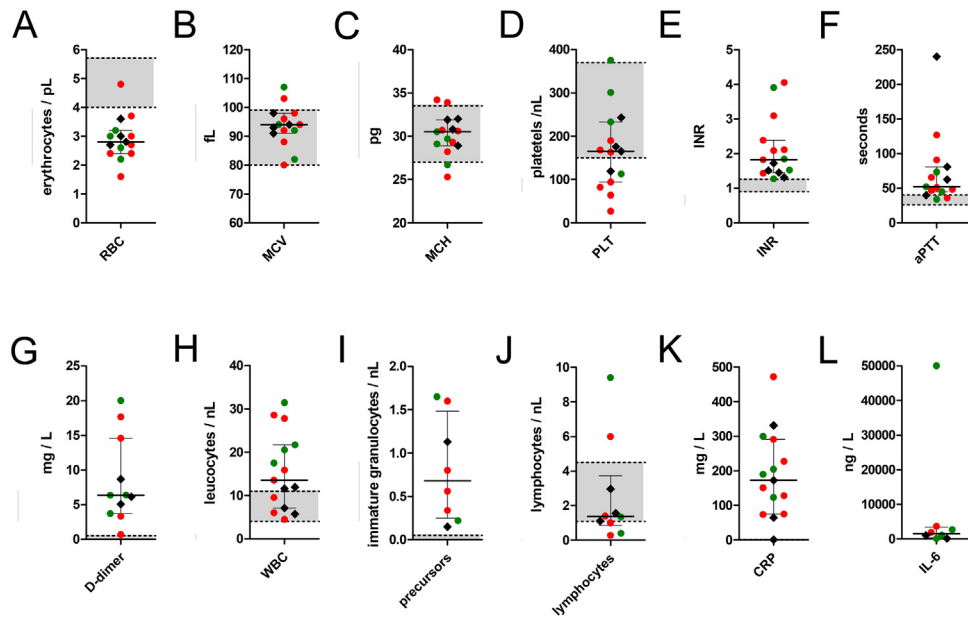 A
B
C
D
E
F
erythrocytes / pL
6
5
4
3
2
1
0
RBC
fL
120
110
100
90
80
70
60
MCV
pg
40
35
30
25
20
MCH
platetels /nL
400
300
200
100
0
PLT
INR
5
4
3
2
1
0
INR
seconds
250
200
150
100
50
0
aPTT
G
H
I
J
K
L
mg / L
25
20
15
10
5
0
D-dimer
leucocytes / nL
40
30
20
10
0
WBC
immature granulocytes / nL
2.0
1.5
1.0
0.5
0.0
precursors
lymphocytes / nL
10
8
6
4
2
0
lymphocytes
mg / L
500
400
300
200
100
0
CRP
ng / L
50000
40000
30000
20000
10000
0
IL-6